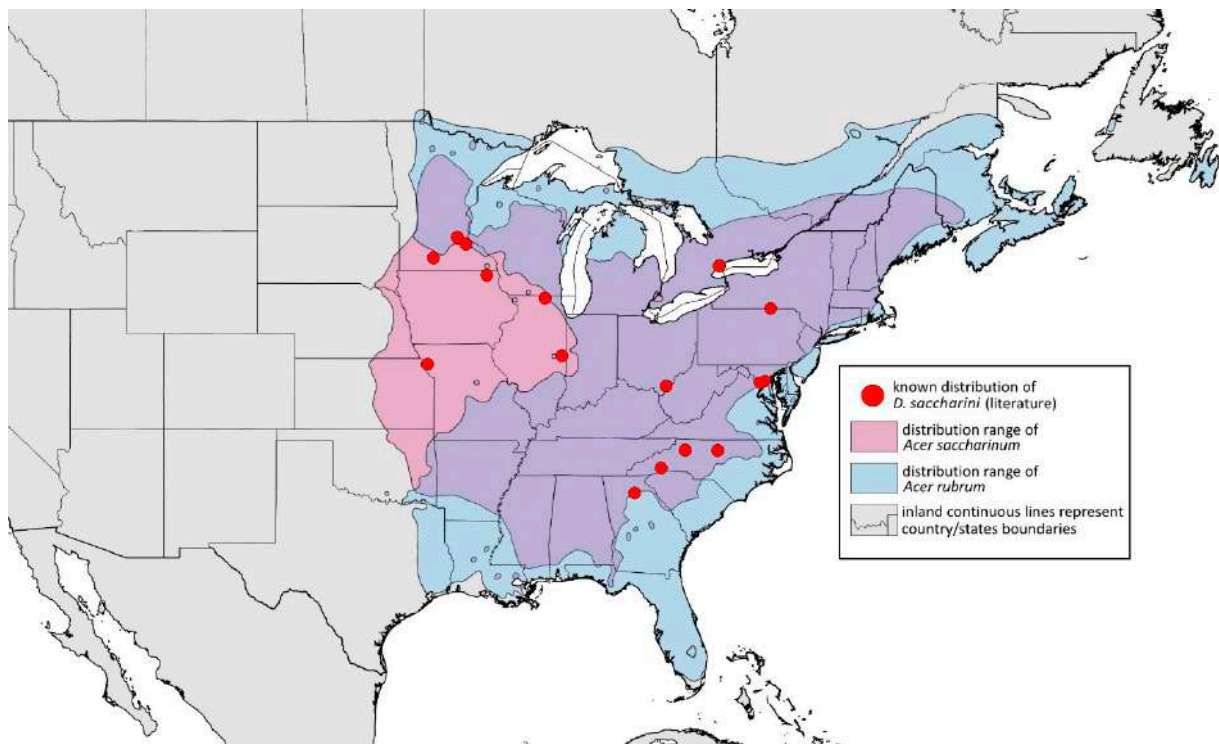 known distribution of
D. saccharini (literature)
distribution range of
Acer saccharinum
distribution range of
Acer rubrum
inland continuous lines represent
country/states boundaries